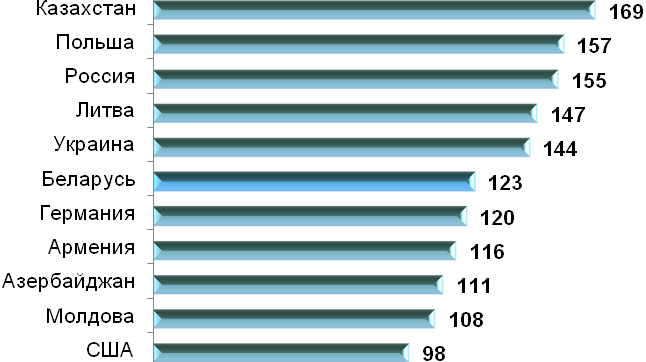 Казахстан 169
Польша 157
Россия 155
Литва 147
Украина 144
Беларусь 123
Германия 120
Армения 116
Азербайджан 111
Молдова 108
США 98